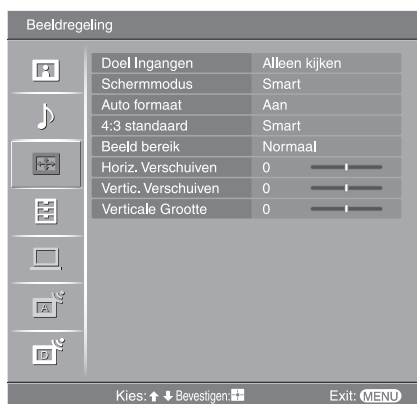 Beeldregeling
Doel Ingangen Alleen kijken
Schermmodus Smart
Auto formaat Aan
4:3 standaard Smart
Beeld bereik Normaal
Horiz. Verschuiven 0
Vertic. Verschuiven 0
Verticale Grootte 0
A
D
Kies: Bevestigen: Exit: MENU